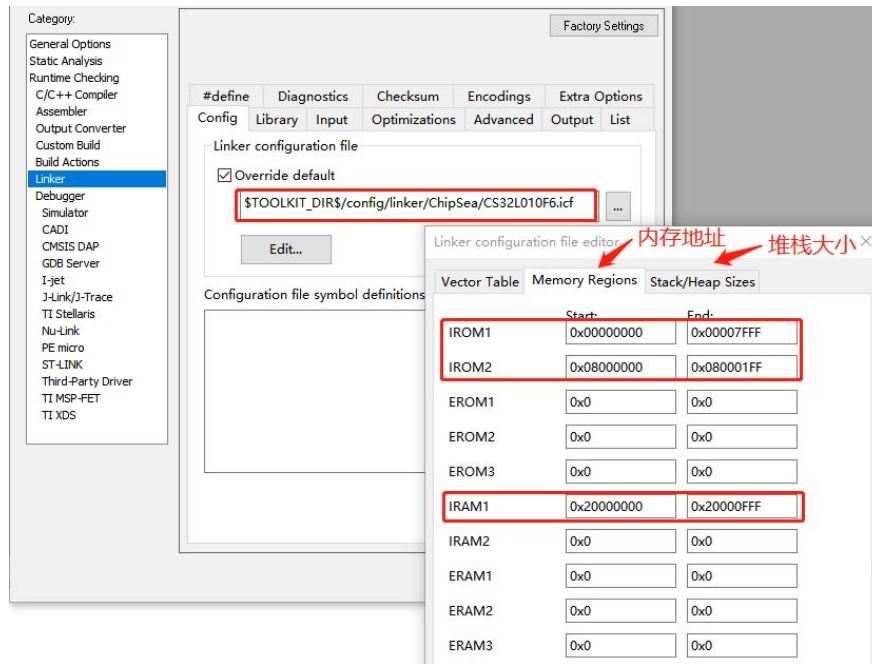 Category:
Factory Settings
General Options
Static Analysis
Runtime Checking
C/C++ Compiler
Assembler
Output Converter
Custom Build
Build Actions
Linker
Debugger
Simulator
CADI
CMSIS DAP
GDB Server
I-jet
J-Link/J-Trace
TI Stellaris
Nu-Link
PE micro
ST-LINK
Third-Party Driver
TI MSP-FET
TI XDS
#define Diagnostics Checksum Encodings Extra Options
Config Library Input Optimizations Advanced Output List
Linker configuration file
Override default
$TOOLKIT_DIR$/config/linker/ChipSea/CS32L010F6.icf
...
Edit...
Configuration file symbol definitions
Linker configuration file editor
内存地址
堆栈大小
Vector Table Memory Regions Stack/Heap Sizes
Start: End:
IROM1 0x00000000 0x00007FFF
IROM2 0x08000000 0x080001FF
EROM1 0x0 0x0
EROM2 0x0 0x0
EROM3 0x0 0x0
IRAM1 0x20000000 0x20000FFF
IRAM2 0x0 0x0
ERAM1 0x0 0x0
ERAM2 0x0 0x0
ERAM3 0x0 0x0